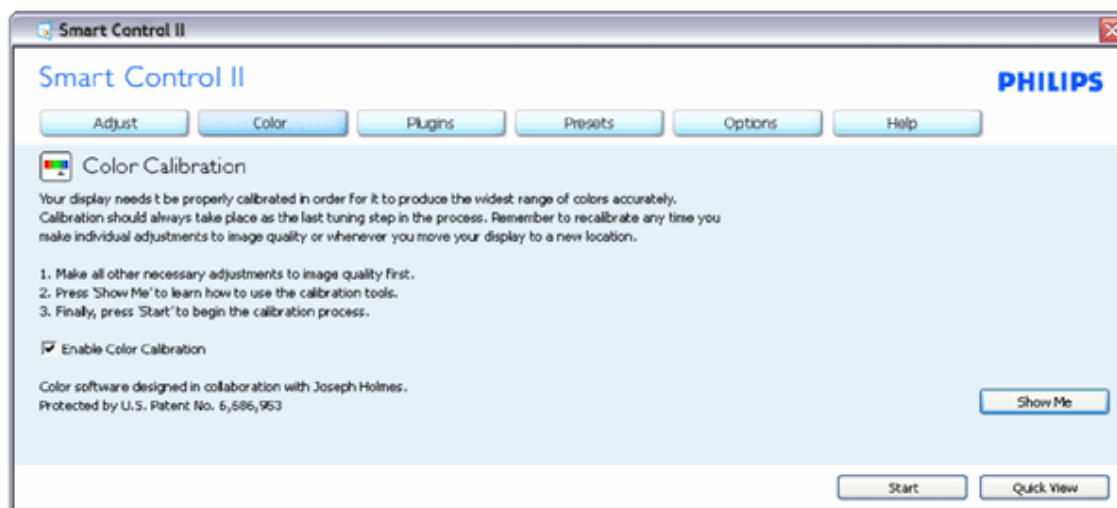 Smart Control II
Smart Control II
PHILIPS
Adjust Color Plugins Presets Options Help
Color Calibration
Your display needs t be properly calibrated in order for it to produce the widest range of colors accurately.
Calibration should always take place as the last tuning step in the process. Remember to recalibrate any time you
make individual adjustments to image quality or whenever you move your display to a new location.
1. Make all other necessary adjustments to image quality first.
2. Press 'Show Me' to learn how to use the calibration tools.
3. Finally, press 'Start' to begin the calibration process.
Enable Color Calibration
Color software designed in collaboration with Joseph Holmes.
Protected by U.S. Patent No. 6,686,953
Show Me
Start Quick View